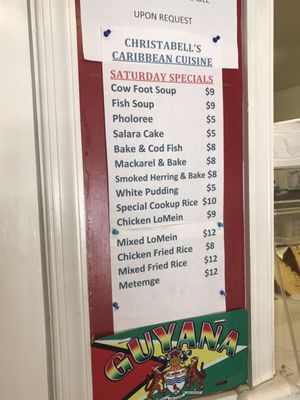 UPON REQUEST
CHRISTABELL'S
CARIBBEAN CUISINE
SATURDAY SPECIALS
Cow Foot Soup $9
Fish Soup $9
Pholoree $5
Salara Cake $5
Bake & Cod Fish $8
Mackarel & Bake $8
Smoked Herring & Bake $8
White Pudding $5
Special Cookup Rice $10
Chicken LoMein $9
Mixed LoMein $12
Chicken Fried Rice $8
Mixed Fried Rice $12
Metemge $12
GUYANA